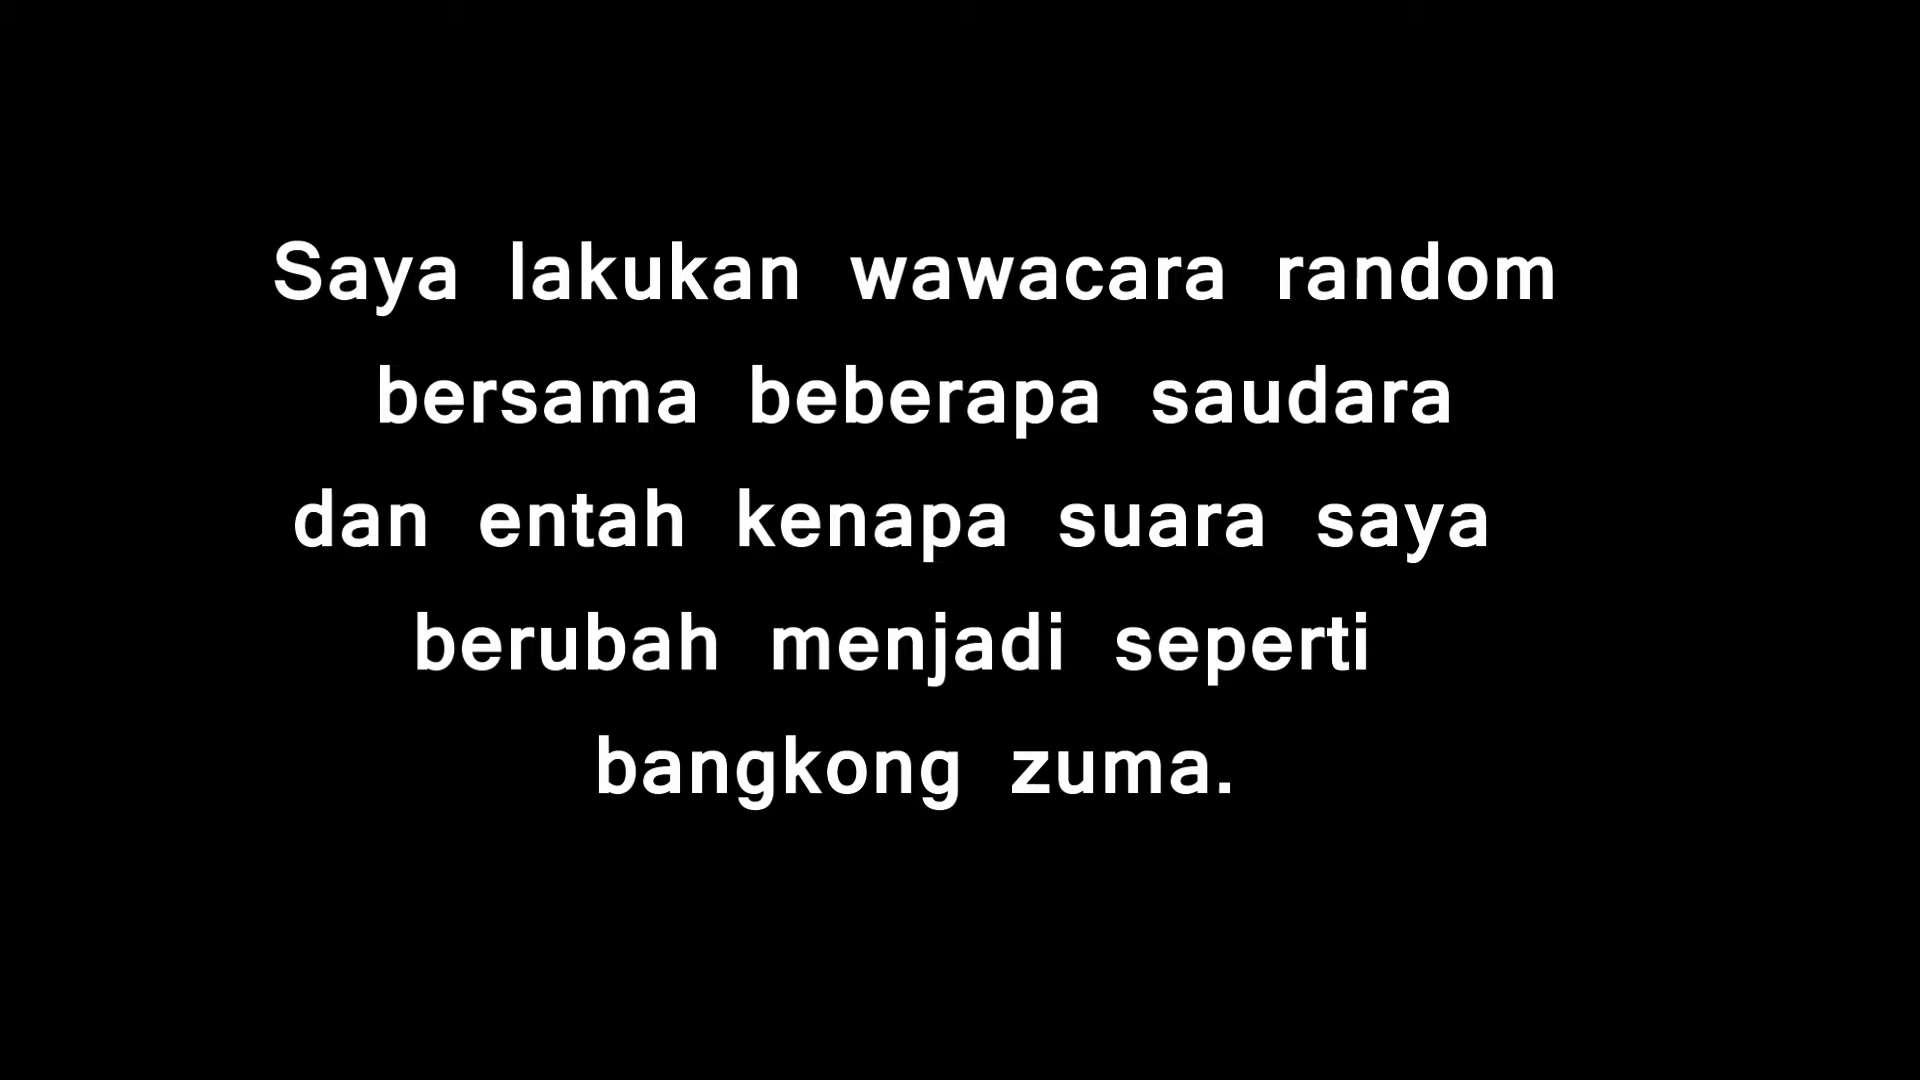 Saya lakukan wawacara random
bersama beberapa saudara
dan entah kenapa suara saya
berubah menjadi seperti
bangkong zuma.